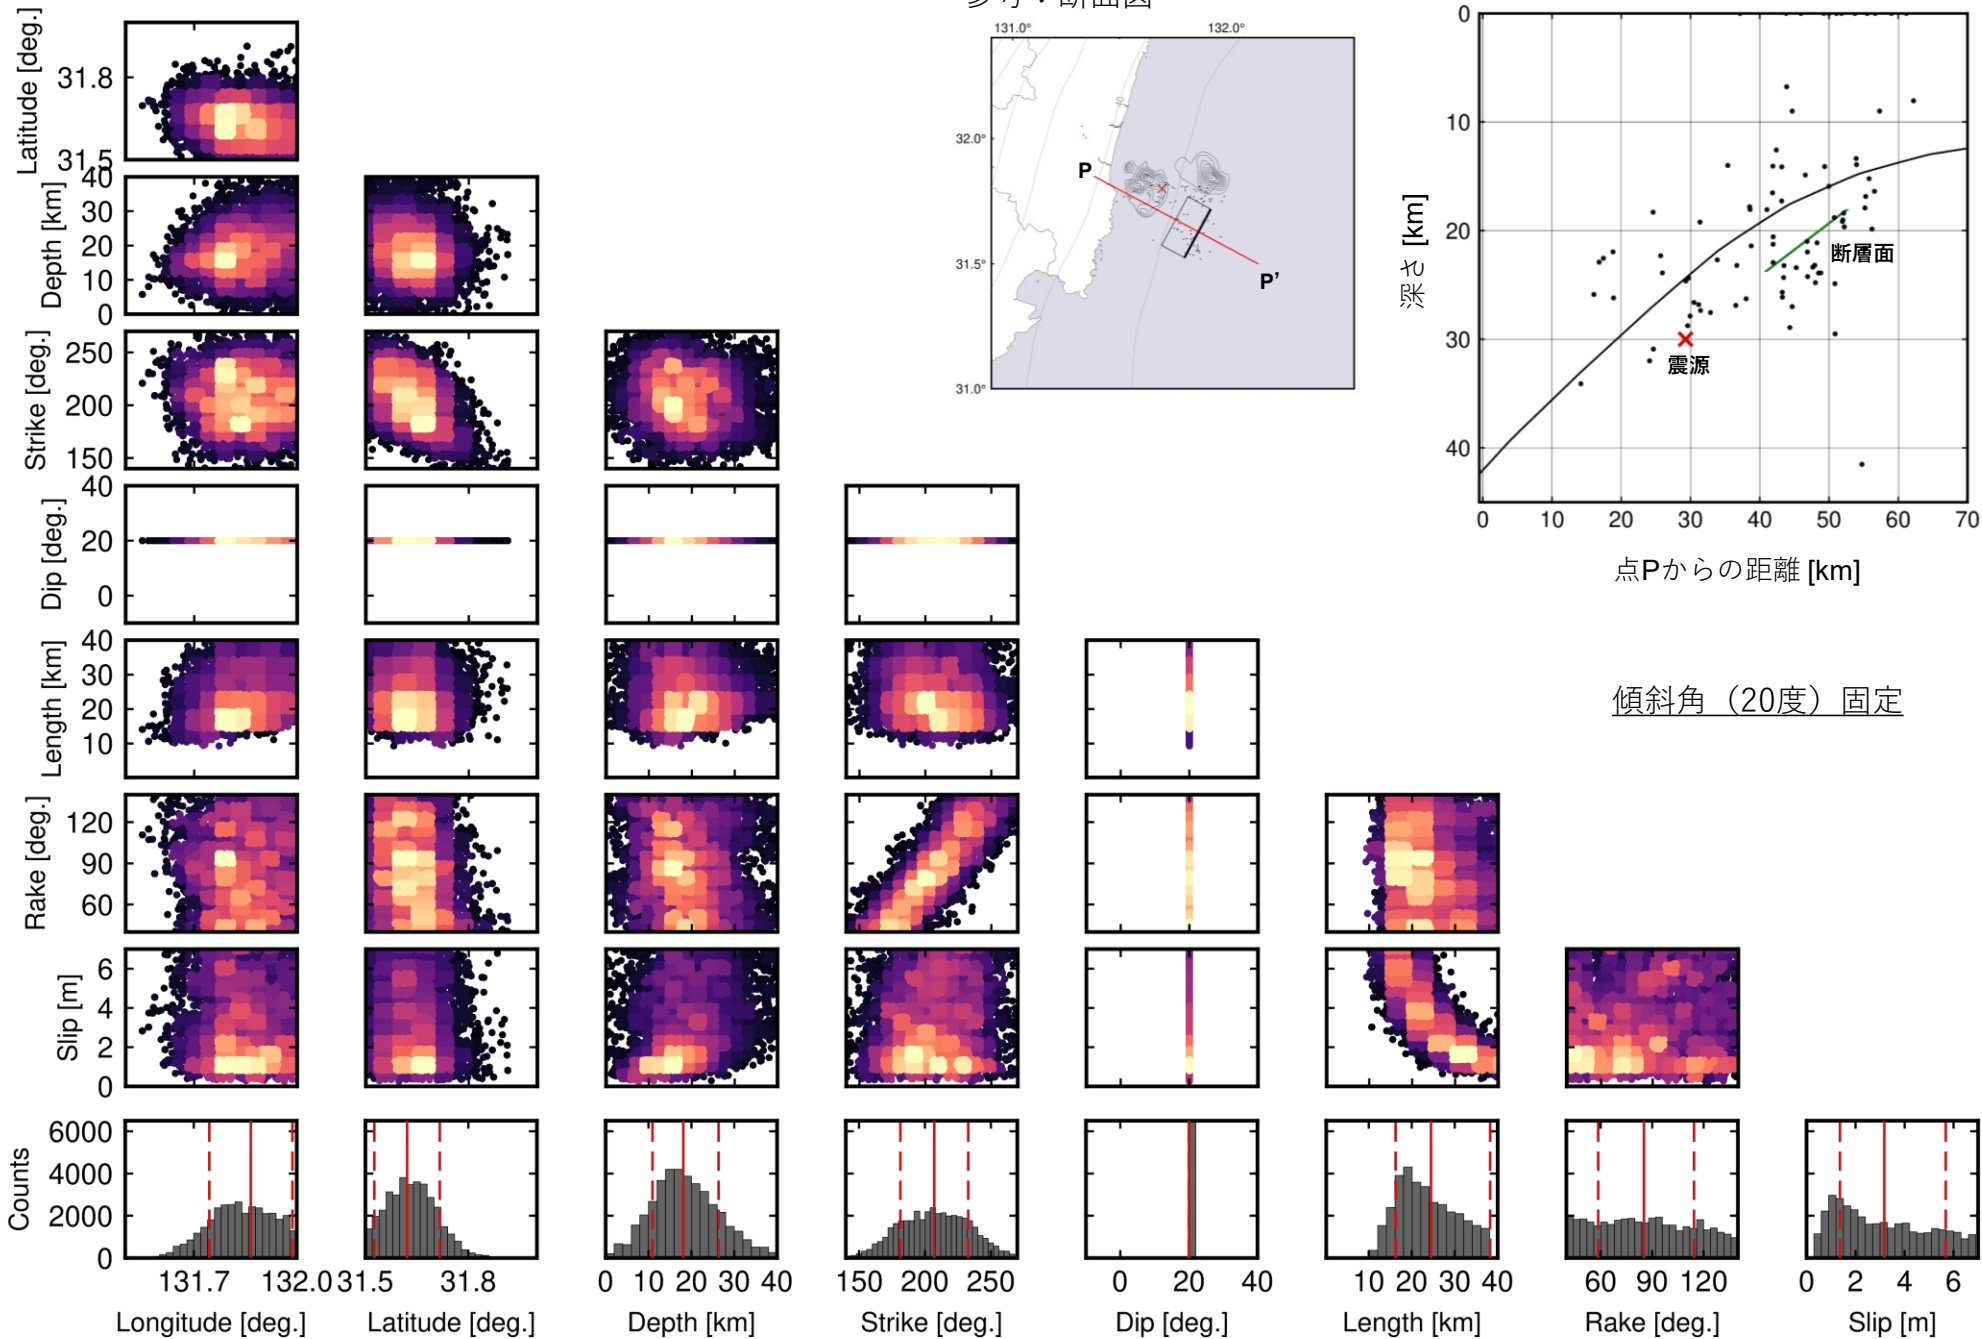 参考：断面図
131.0°
132.0°
32.0°
31.5°
31.0°
P
P’
40
0
10
20
30
40
深さ [km]
断層面
震源
0 10 20 30 40 50 60 70
点Pからの距離 [km]
傾斜角（20度）固定
Latitude [deg.]
31.8
31.5
Depth [km]
40
30
20
10
0
Strike [deg.]
250
200
150
Dip [deg.]
40
20
0
Length [km]
40
30
20
10
Rake [deg.]
120
90
60
Slip [m]
6
4
2
0
Counts
6000
4000
2000
0
131.7 132.0 31.5 31.8 0 10 20 30 40 150 200 250 0 20 40 10 20 30 40 60 90 120 0 2 4 6
Longitude [deg.] Latitude [deg.] Depth [km] Strike [deg.] Dip [deg.] Length [km] Rake [deg.] Slip [m]